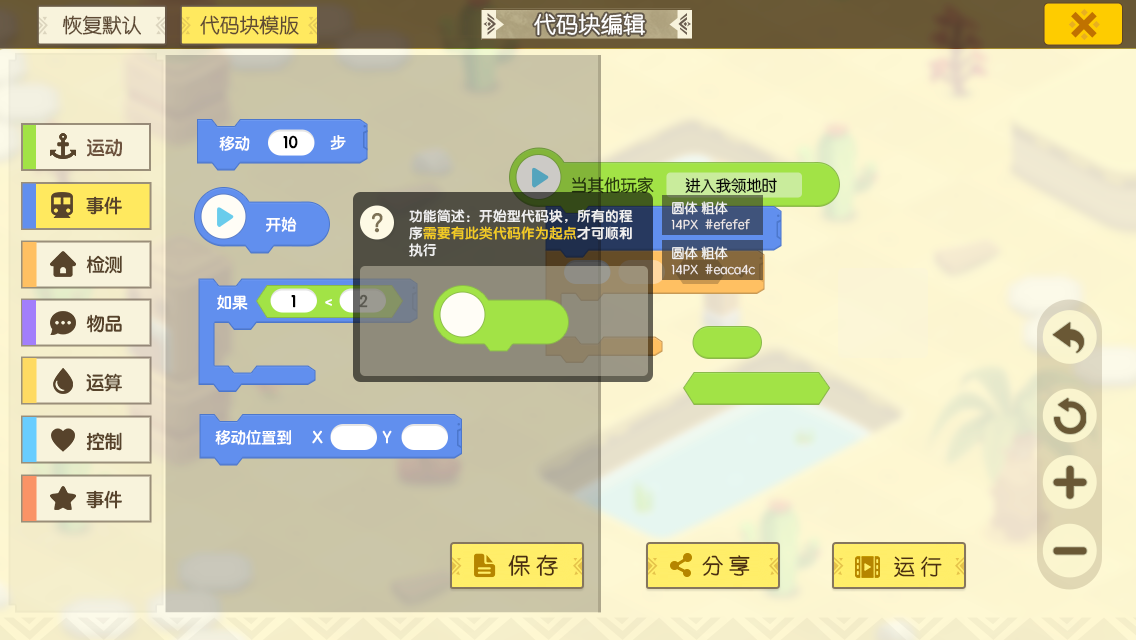 恢复默认
代码块模版
代码块编辑
运动
事件
检测
物品
运算
控制
事件
移动 10 步
开始
如果 1 < 2
移动位置到 X Y
当其他玩家 进入我领地时
圆体 粗体
14PX #efefef
圆体 粗体
14PX #eaca4c
? 功能简述：开始型代码块，所有的程
序需要有此类代码作为起点才可顺利
执行
保存
分享
运行